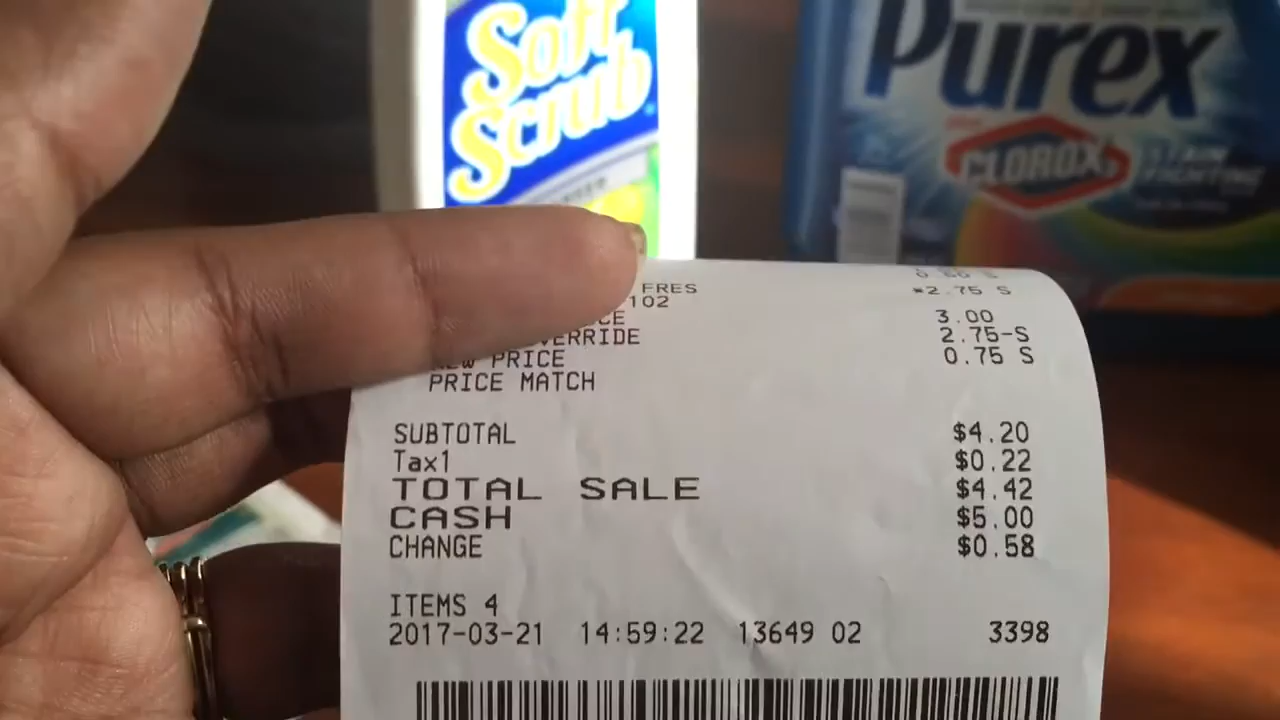 Soft
Scrub
Purex
CLOROX
FIGHTING
FRES *2.75 S
102
3.00
VERRIDE 2.75-S
PRICE 0.75 S
PRICE MATCH
SUBTOTAL $4.20
Tax1 $0.22
TOTAL SALE $4.42
CASH $5.00
CHANGE $0.58
ITEMS 4
2017-03-21 14:59:22 13649 02 3398